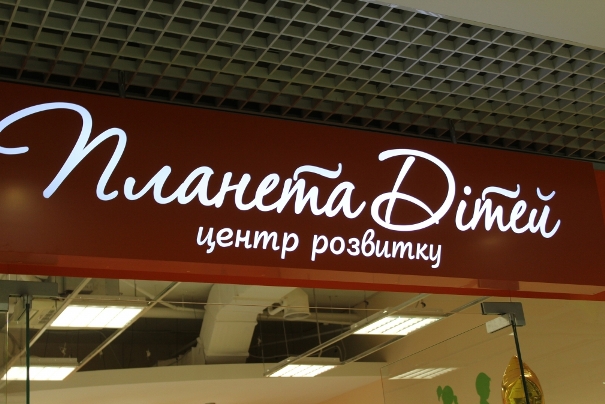 Планета Дітей
центр розвитку